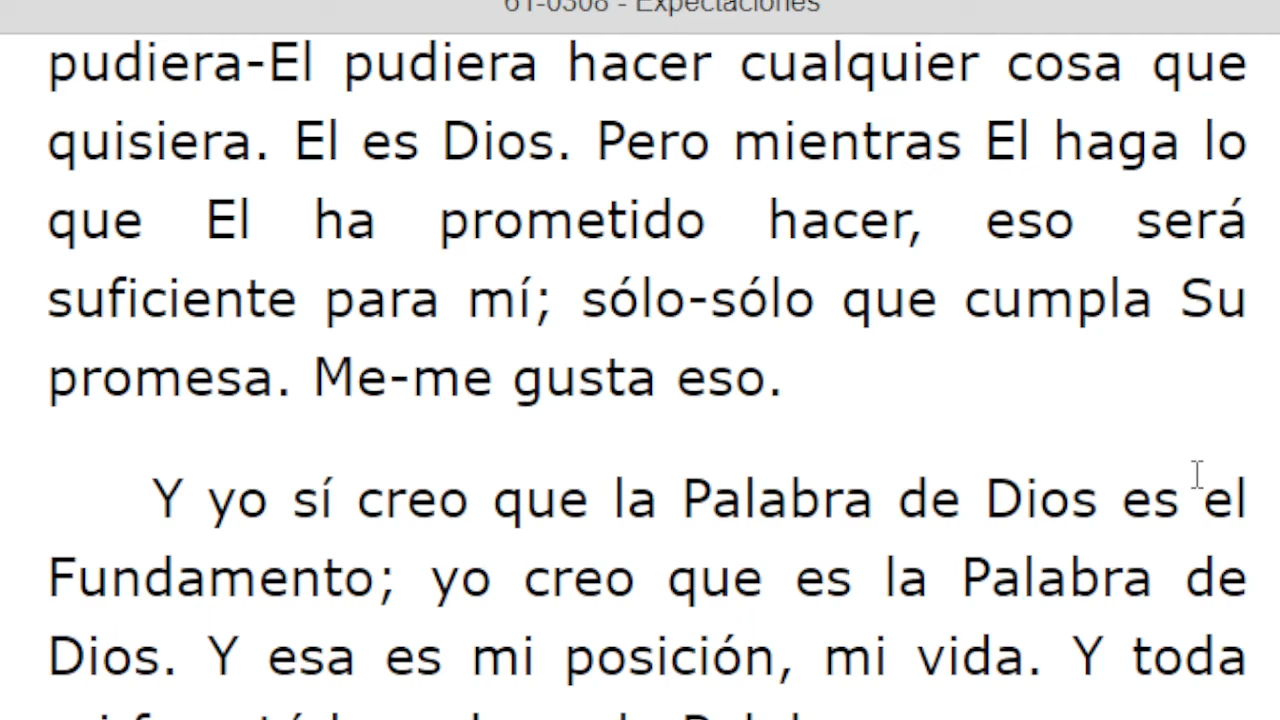 61-0308 - Expectaciones
pudiera-El pudiera hacer cualquier cosa que
quisiera. El es Dios. Pero mientras El haga lo
que El ha prometido hacer, eso será
suficiente para mí; sólo-sólo que cumpla Su
promesa. Me-me gusta eso.
Y yo sí creo que la Palabra de Dios es el
Fundamento; yo creo que es la Palabra de
Dios. Y esa es mi posición, mi vida. Y toda